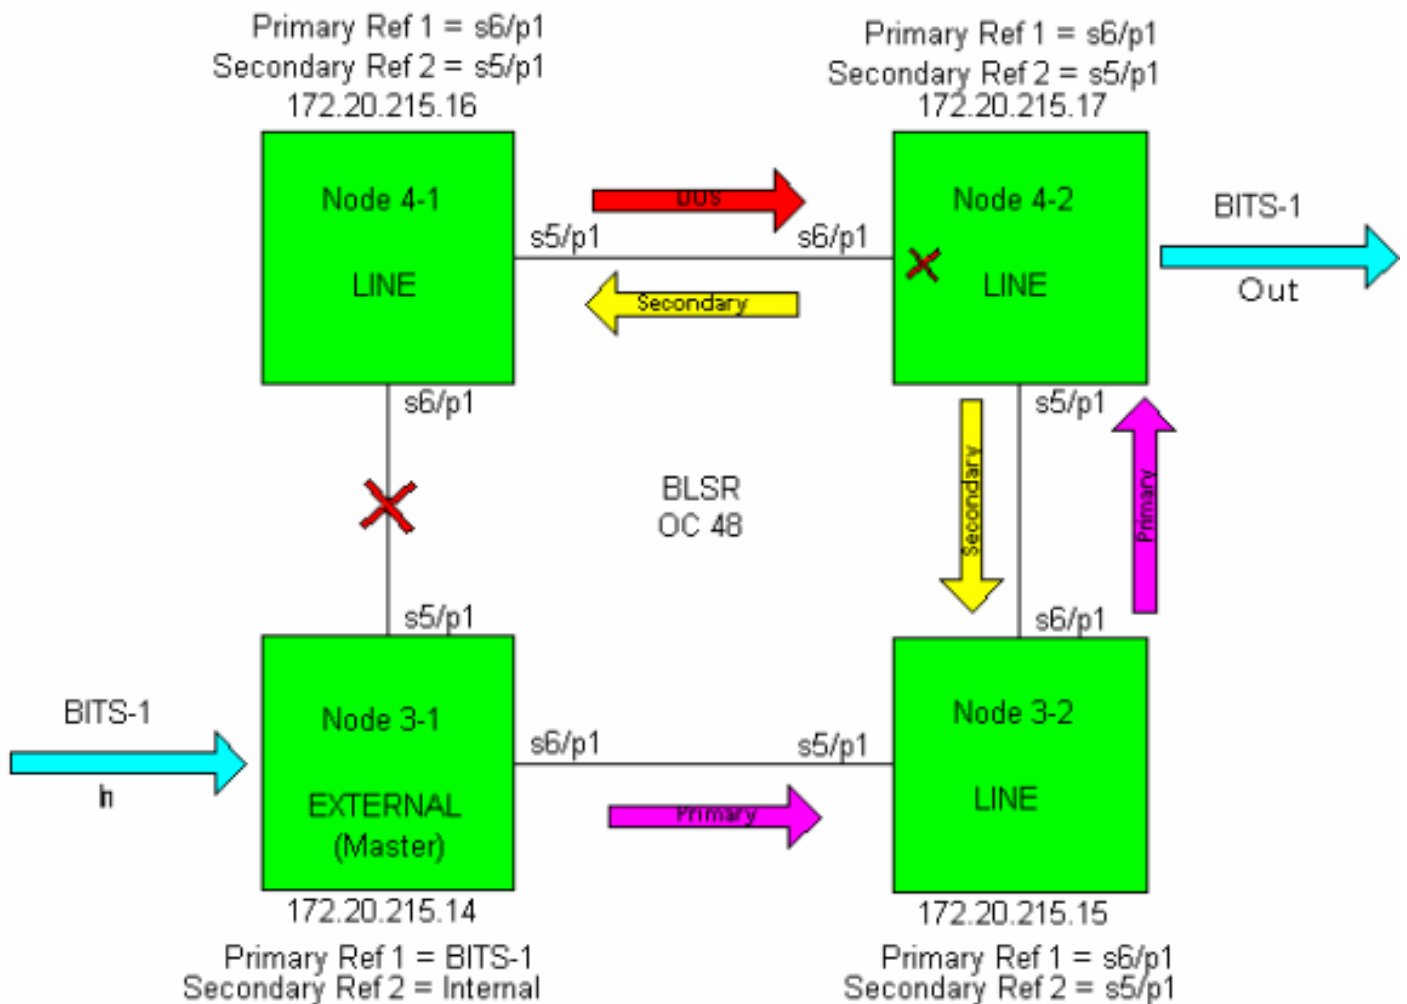 Primary Ref 1 = s6/p1
Secondary Ref 2 = s5/p1
172.20.215.16
Primary Ref 1 = s6/p1
Secondary Ref 2 = s5/p1
172.20.215.17
Node 4-1
LINE
DUS
s5/p1
s6/p1
Secondary
Node 4-2
LINE
BITS-1
Out
s6/p1
s5/p1
BLSR
OC 48
Secondary
Primary
s5/p1
s6/p1
BITS-1
In
Node 3-1
EXTERNAL
(Master)
s6/p1
s5/p1
Primary
Node 3-2
LINE
172.20.215.14
Primary Ref 1 = BITS-1
Secondary Ref 2 = Internal
172.20.215.15
Primary Ref 1 = s6/p1
Secondary Ref 2 = s5/p1